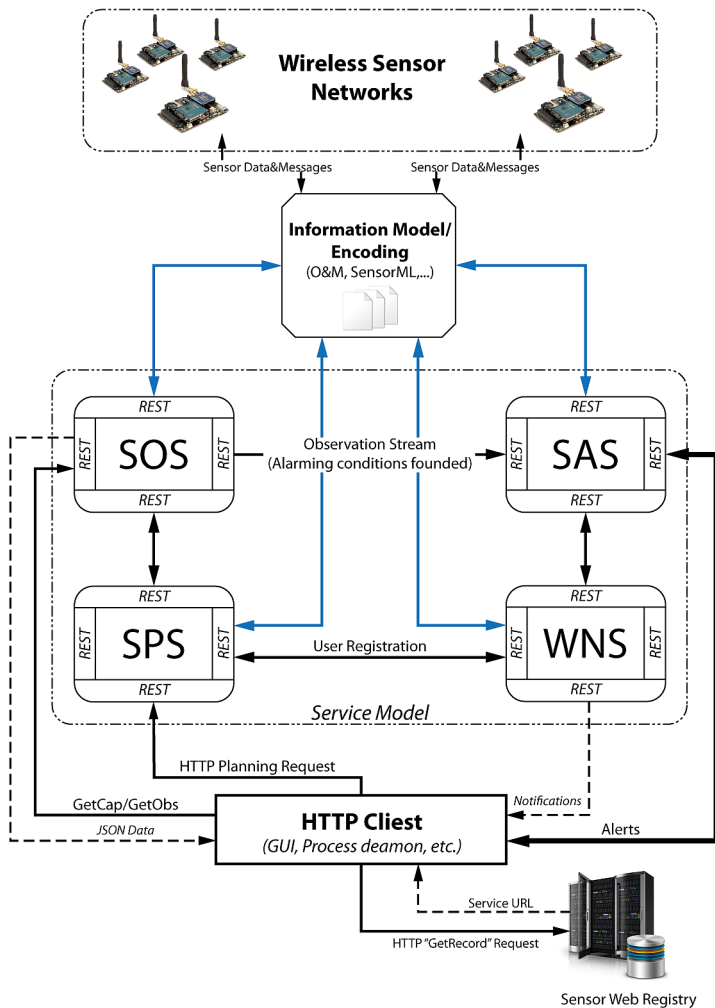 Wireless Sensor
Networks
Sensor Data&Messages
Sensor Data&Messages
Information Model/
Encoding
(O&M, SensorML,...)
REST
REST
SOS
REST
REST
Observation Stream
(Alarming conditions founded)
REST
REST
SAS
REST
REST
REST
REST
SPS
REST
REST
User Registration
REST
REST
WNS
REST
REST
Service Model
HTTP Planning Request
GetCap/GetObs
JSON Data
Notifications
HTTP Client
(GUI, Process deamon, etc.)
Alerts
Service URL
HTTP "GetRecord" Request
Sensor Web Registry